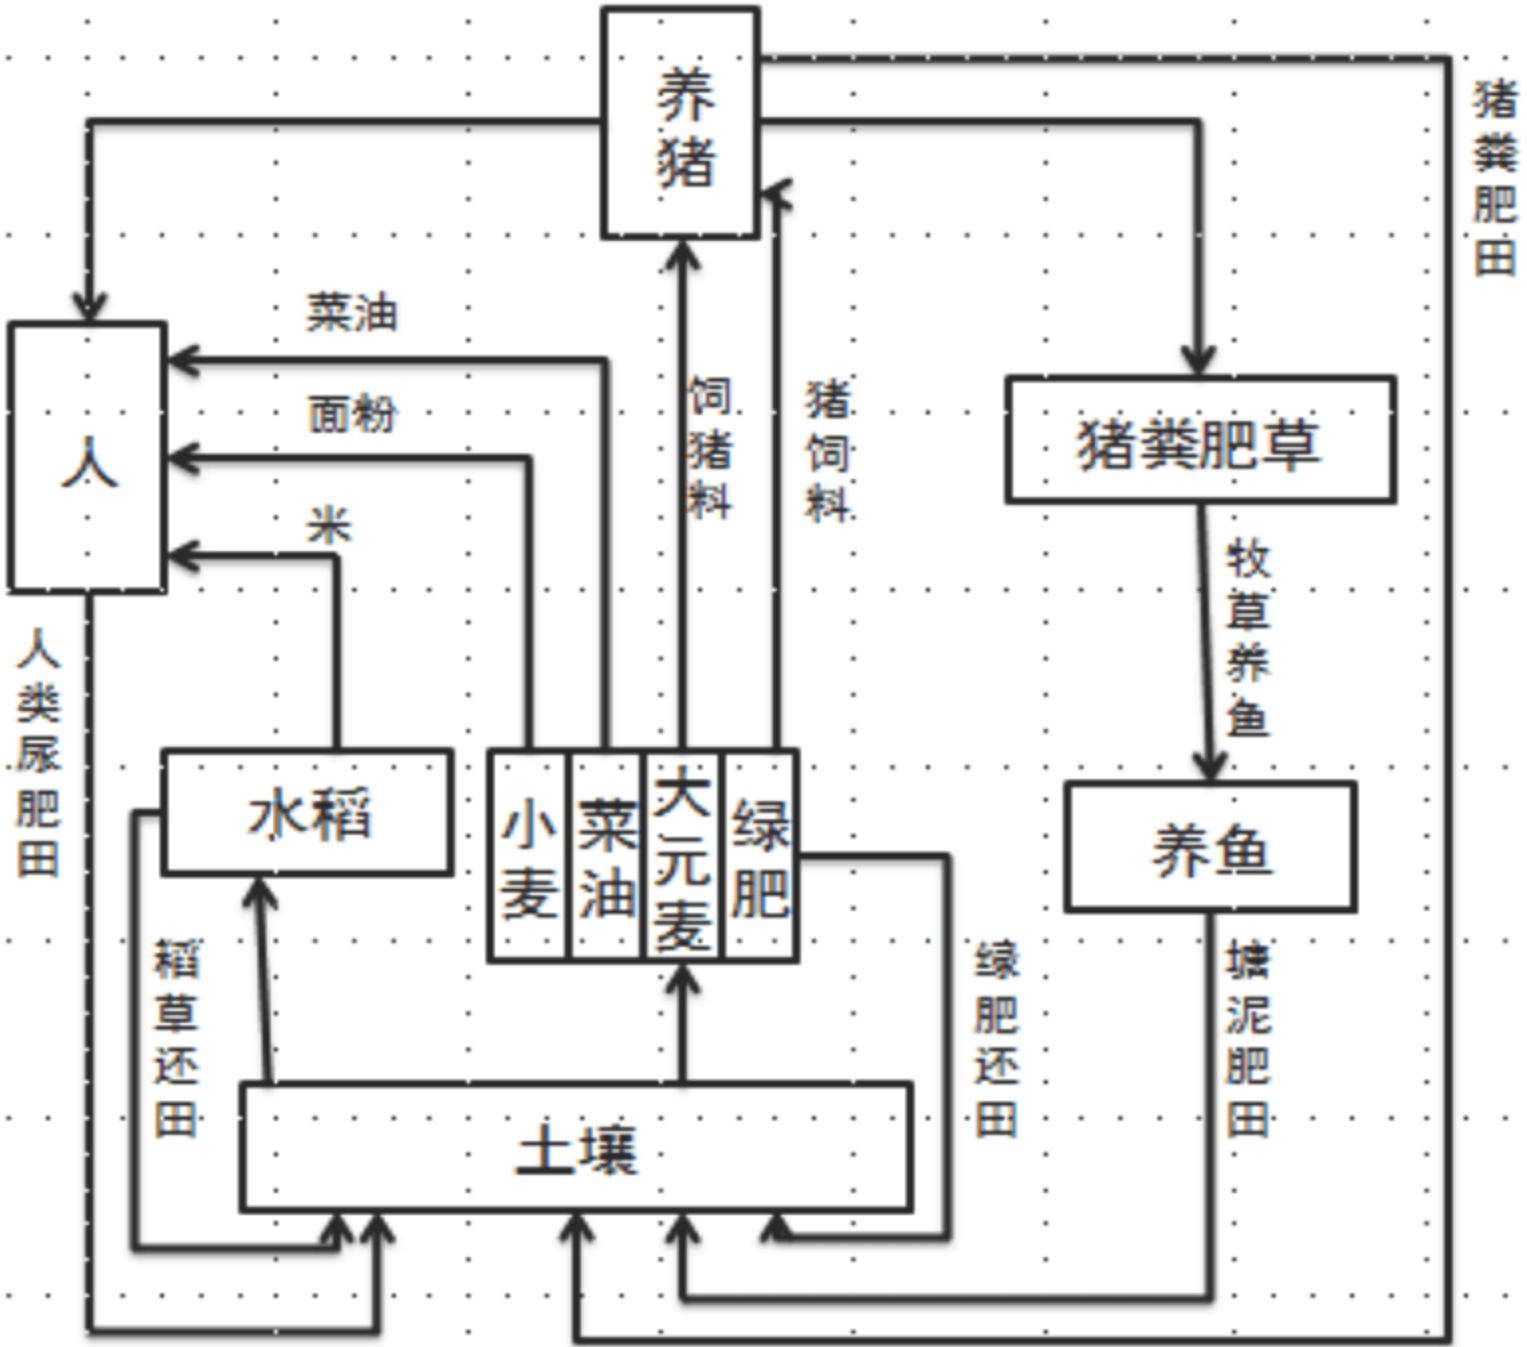 养猪
猪粪肥田
菜油
面粉
米
人
饲猪料
猪饲料
猪粪肥草
牧草养鱼
人类尿肥田
水稻
小麦
菜油
大元麦
绿肥
养鱼
稻草还田
绿肥还田
塘泥肥田
土壤